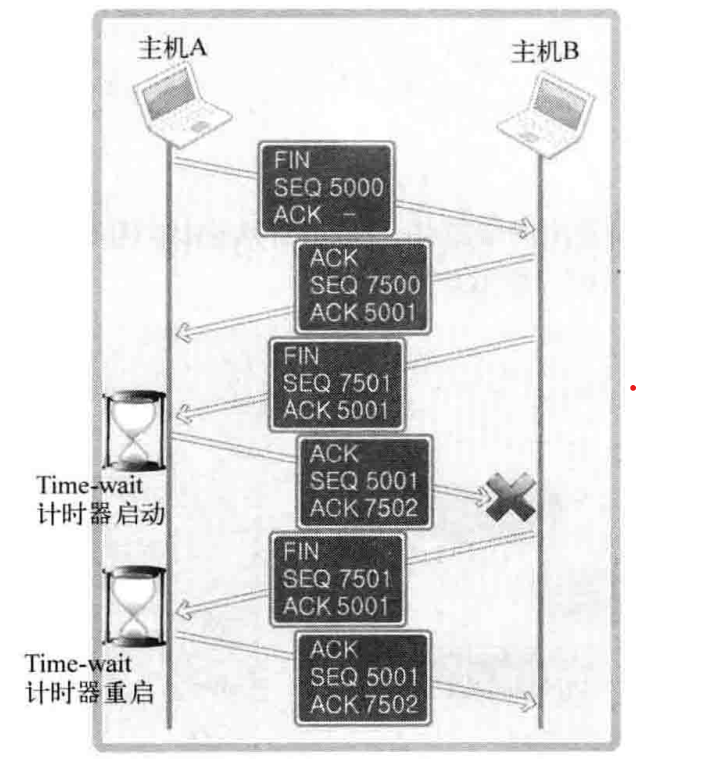 主机A
主机B
FIN
SEQ 5000
ACK –
ACK
SEQ 7500
ACK 5001
FIN
SEQ 7501
ACK 5001
ACK
SEQ 5001
ACK 7502
Time-wait
计时器启动
FIN
SEQ 7501
ACK 5001
Time-wait
计时器重启
ACK
SEQ 5001
ACK 7502